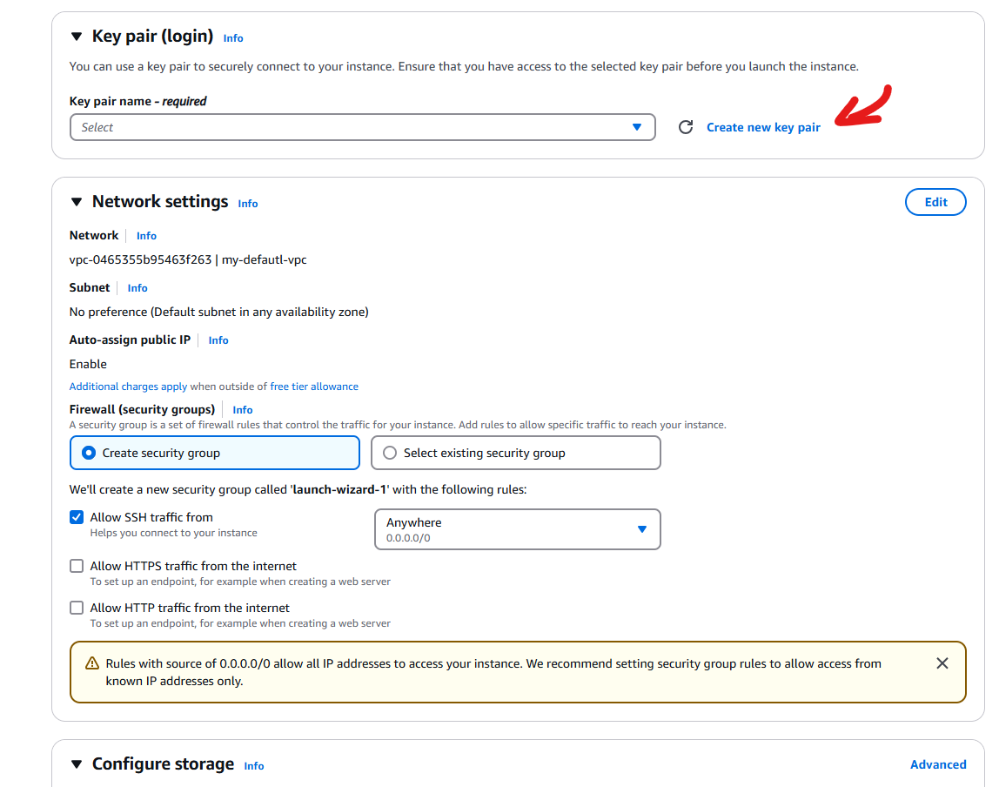 Key pair (login) Info
You can use a key pair to securely connect to your instance. Ensure that you have access to the selected key pair before you launch the instance.
Key pair name - required
Select
Create new key pair
Network settings Info
Edit
Network Info
vpc-0465355b95463f263 | my-defautl-vpc
Subnet Info
No preference (Default subnet in any availability zone)
Auto-assign public IP Info
Enable
Additional charges apply when outside of free tier allowance
Firewall (security groups) Info
A security group is a set of firewall rules that control the traffic for your instance. Add rules to allow specific traffic to reach your instance.
Create security group
Select existing security group
We'll create a new security group called 'launch-wizard-1' with the following rules:
Allow SSH traffic from
Helps you connect to your instance
Anywhere
0.0.0.0/0
Allow HTTPS traffic from the internet
To set up an endpoint, for example when creating a web server
Allow HTTP traffic from the internet
To set up an endpoint, for example when creating a web server
Rules with source of 0.0.0.0/0 allow all IP addresses to access your instance. We recommend setting security group rules to allow access from
known IP addresses only.
Configure storage Info
Advanced